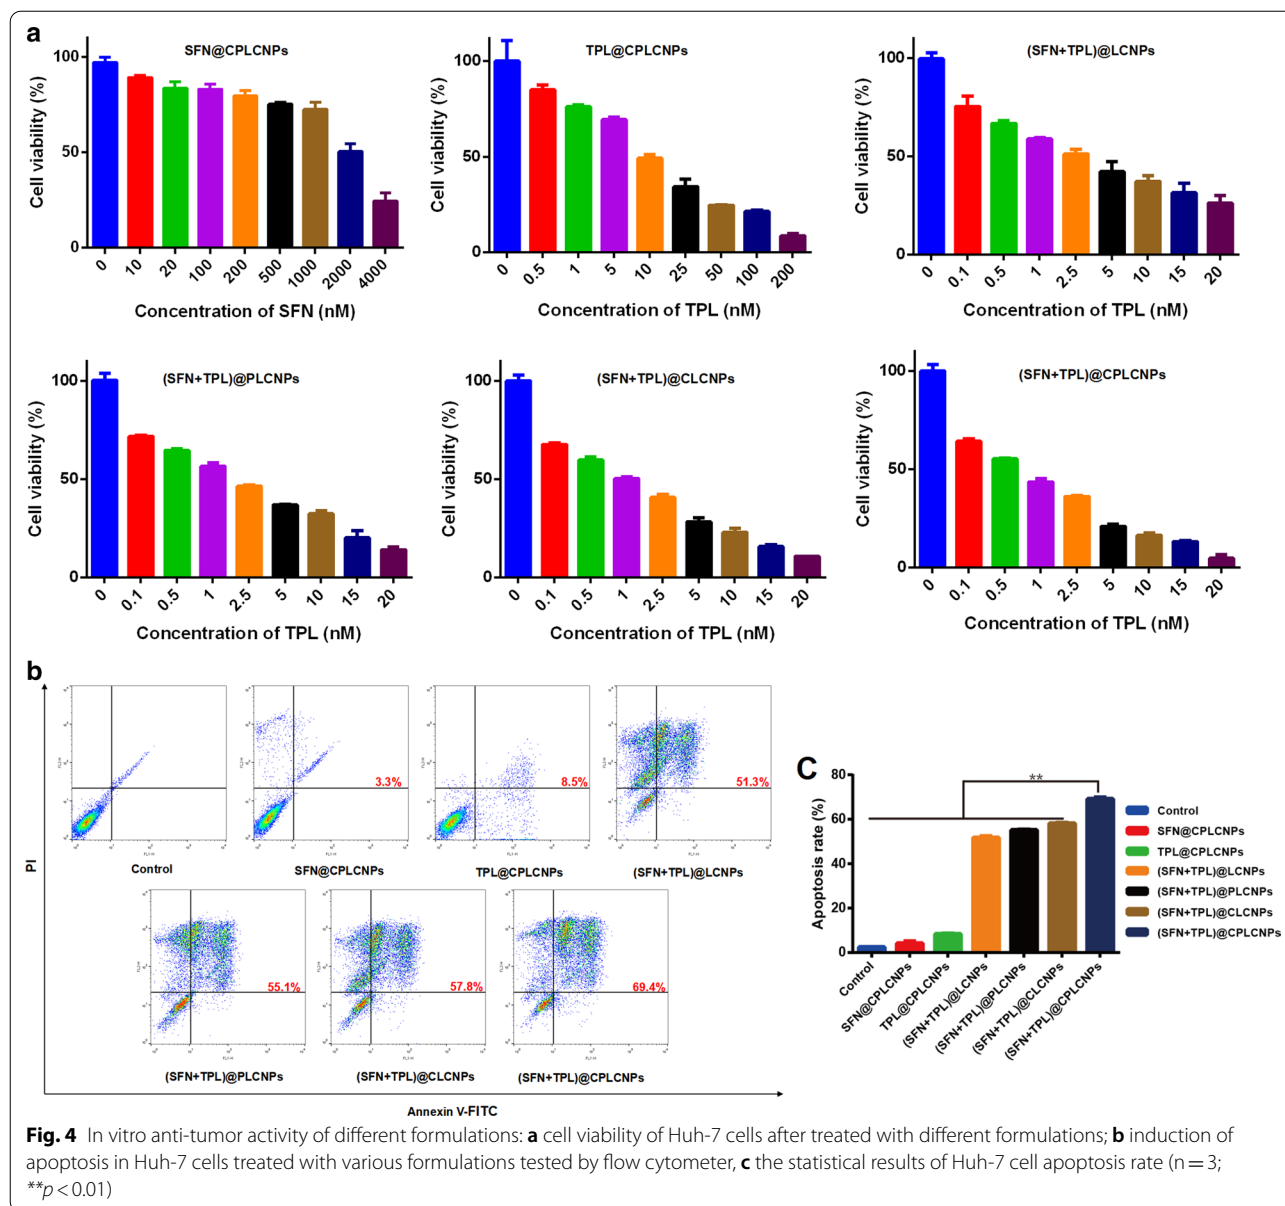 a
SFN@CPLCNPs
Cell viability (%)
100
50
0
0 10 20 100 200 500 1000 2000 4000
Concentration of SFN (nM)
TPL@CPLCNPs
Cell viability (%)
100
50
0
0 0.5 1 5 10 25 50 100 200
Concentration of TPL (nM)
(SFN+TPL)@LCNPs
Cell viability (%)
100
50
0
0 0.1 0.5 1 2.5 5 10 15 20
Concentration of TPL (nM)
(SFN+TPL)@PLCNPs
Cell viability (%)
100
50
0
0 0.1 0.5 1 2.5 5 10 15 20
Concentration of TPL (nM)
(SFN+TPL)@CLCNPs
Cell viability (%)
100
50
0
0 0.1 0.5 1 2.5 5 10 15 20
Concentration of TPL (nM)
(SFN+TPL)@CPLCNPs
Cell viability (%)
100
50
0
0 0.1 0.5 1 2.5 5 10 15 20
Concentration of TPL (nM)
b
PI
Control
3.3%
SFN@CPLCNPs
8.5%
TPL@CPLCNPs
51.3%
(SFN+TPL)@LCNPs
55.1%
(SFN+TPL)@PLCNPs
57.8%
(SFN+TPL)@CLCNPs
69.4%
(SFN+TPL)@CPLCNPs
Annexin V-FITC
C
Apoptosis rate (%)
80
60
40
20
0
**
Control
SFN@CPLCNPs
TPL@CPLCNPs
(SFN+TPL)@LCNPs
(SFN+TPL)@PLCNPs
(SFN+TPL)@CLCNPs
(SFN+TPL)@CPLCNPs
Control
SFN@CPLCNPs
TPL@CPLCNPs
(SFN+TPL)@LCNPs
(SFN+TPL)@PLCNPs
(SFN+TPL)@CLCNPs
(SFN+TPL)@CPLCNPs
Fig. 4 In vitro anti-tumor activity of different formulations: a cell viability of Huh-7 cells after treated with different formulations; b induction of
apoptosis in Huh-7 cells treated with various formulations tested by flow cytometer, c the statistical results of Huh-7 cell apoptosis rate (n = 3;
**p < 0.01)